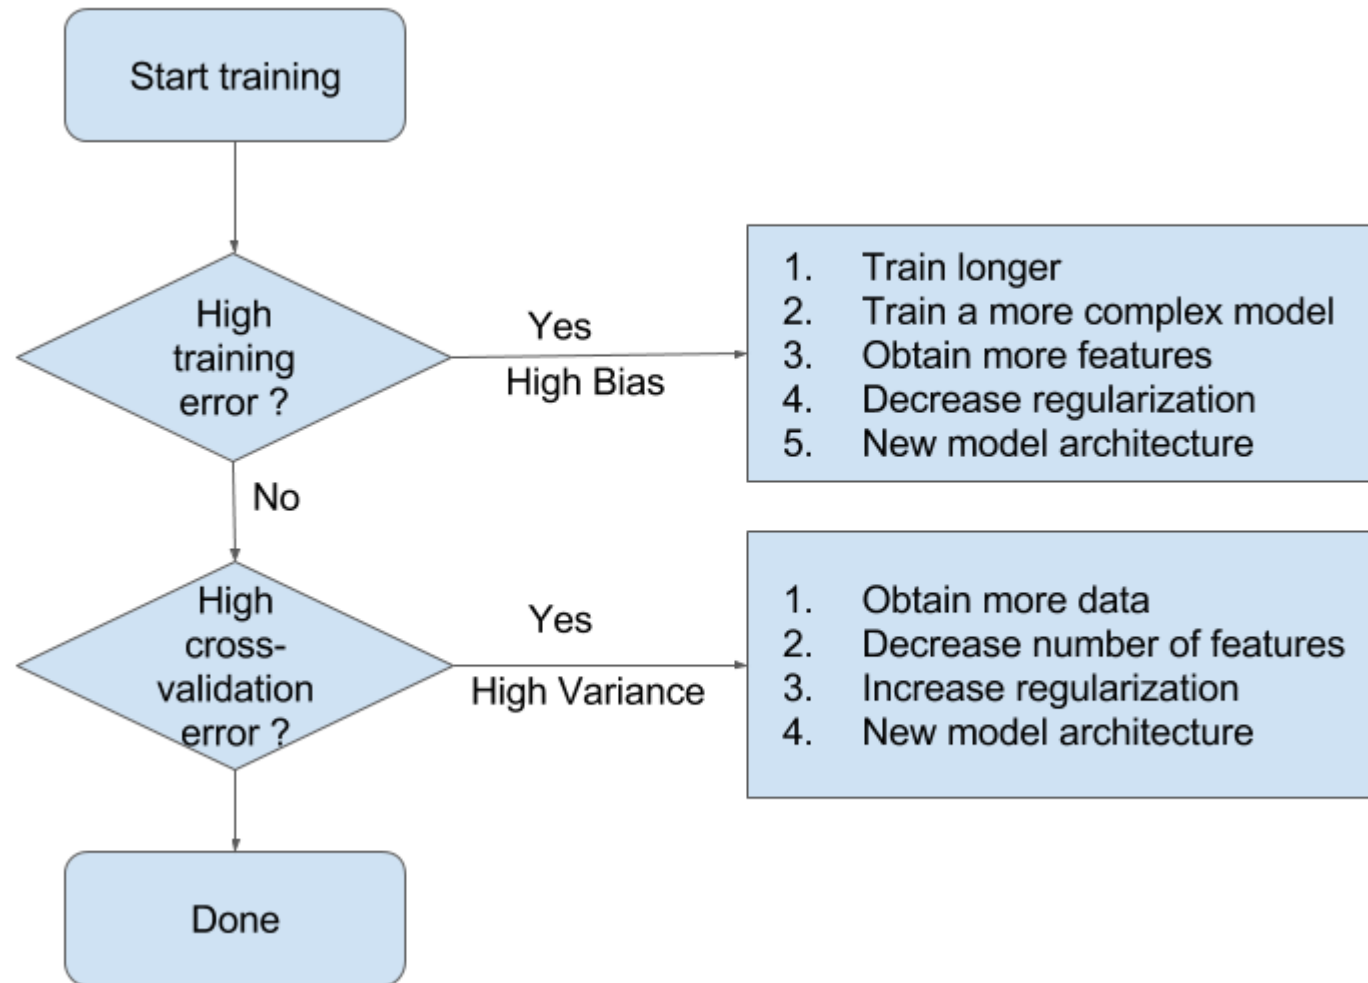 Start training
High
training
error ?
Yes
High Bias
1. Train longer
2. Train a more complex model
3. Obtain more features
4. Decrease regularization
5. New model architecture
No
High
cross-
validation
error ?
Yes
High Variance
1. Obtain more data
2. Decrease number of features
3. Increase regularization
4. New model architecture
Done